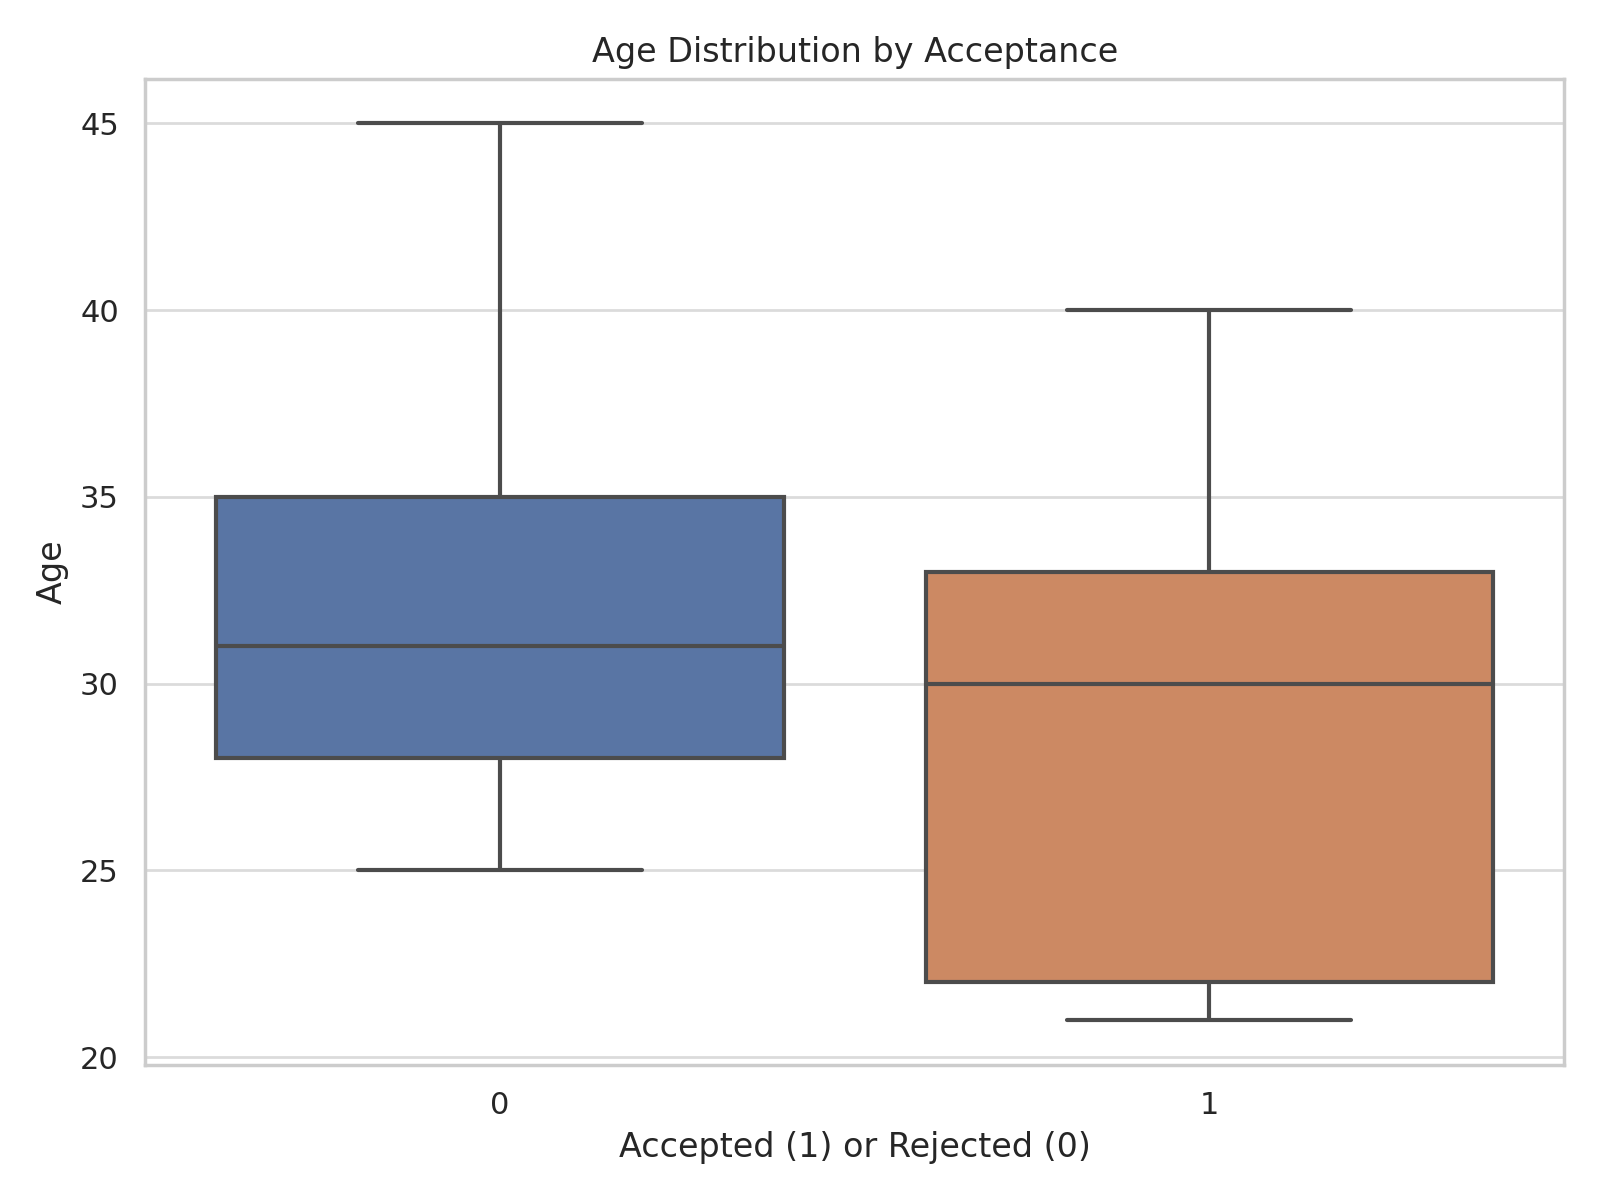 Age Distribution by Acceptance
45
40
35
30
25
20
Age
0
1
Accepted (1) or Rejected (0)